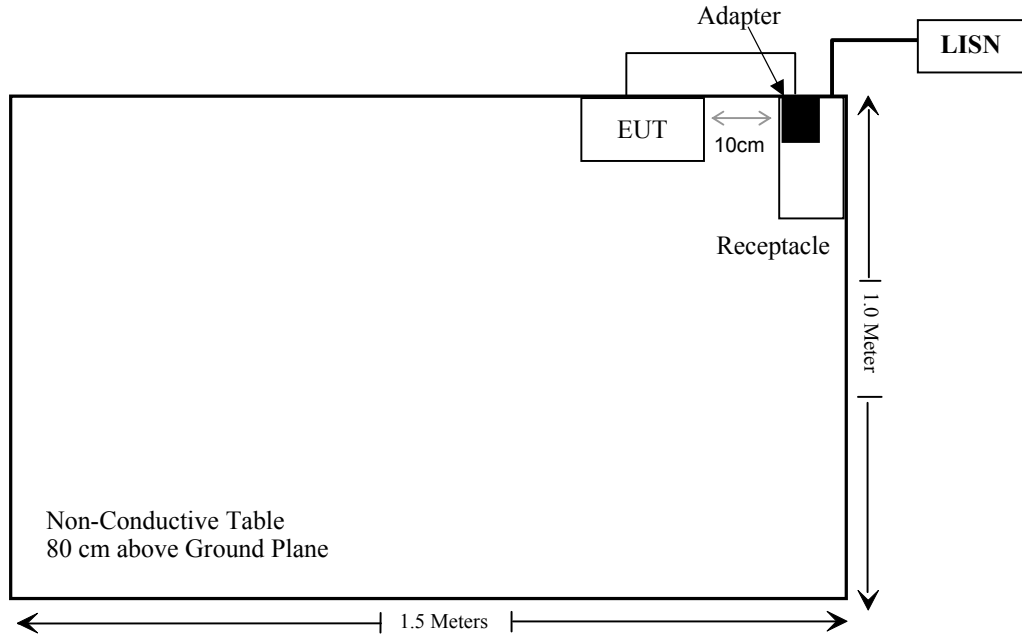 Adapter
LISN
EUT
10cm
Receptacle
1.0 Meter
Non-Conductive Table
80 cm above Ground Plane
1.5 Meters